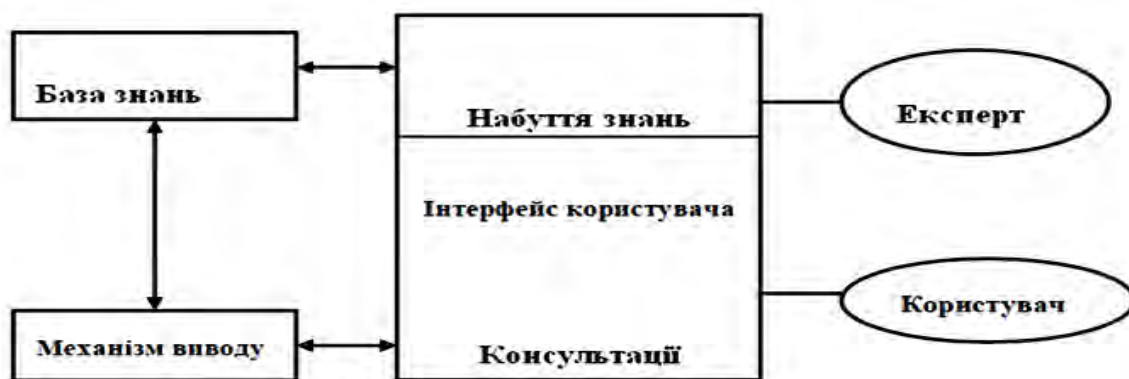 База знань
Набуття знань
Експерт
Інтерфейс користувача
Користувач
Механізм виводу
Консультації